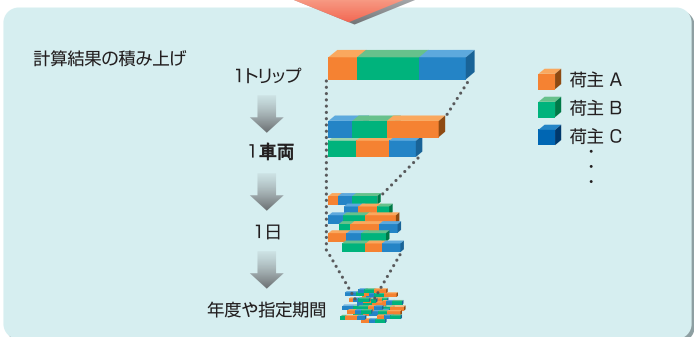 計算結果の積み上げ
1トリップ
1車両
1日
年度や指定期間
荷主 A
荷主 B
荷主 C